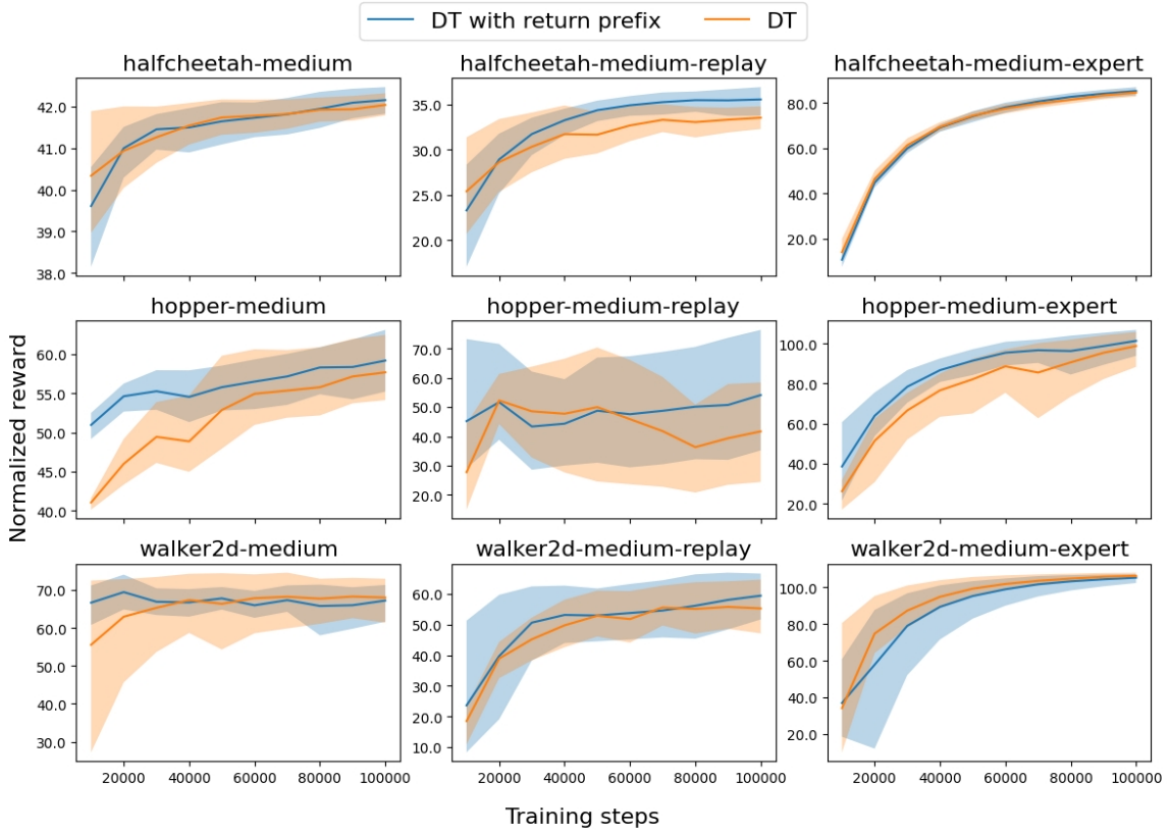 DT with return prefix DT
halfcheetah-medium halfcheetah-medium-replay halfcheetah-medium-expert
42.0 35.0 80.0
41.0 30.0 60.0
40.0 25.0 40.0
39.0 20.0 20.0
38.0
hopper-medium hopper-medium-replay hopper-medium-expert
60.0 70.0 100.0
55.0 60.0 80.0
50.0 50.0 60.0
45.0 40.0 40.0
40.0 30.0 20.0
20.0
Normalized reward
walker2d-medium walker2d-medium-replay walker2d-medium-expert
70.0 60.0 100.0
60.0 50.0 80.0
50.0 40.0 60.0
40.0 30.0 40.0
30.0 20.0 20.0
10.0
20000 40000 60000 80000 100000 20000 40000 60000 80000 100000 20000 40000 60000 80000 100000
Training steps